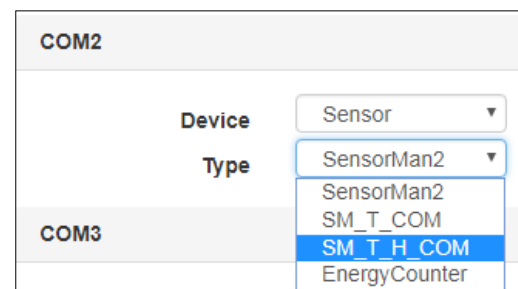 COM2
Device Sensor
Type SensorMan2
SensorMan2
SM_T_COM
COM3
SM_T_H_COM
EnergyCounter